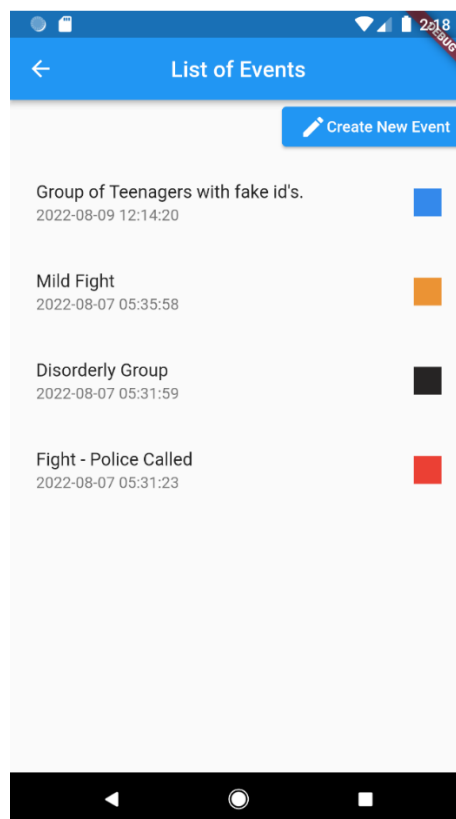 2:18
DEBUG
List of Events
Create New Event
Group of Teenagers with fake id's.
2022-08-09 12:14:20
Mild Fight
2022-08-07 05:35:58
Disorderly Group
2022-08-07 05:31:59
Fight - Police Called
2022-08-07 05:31:23